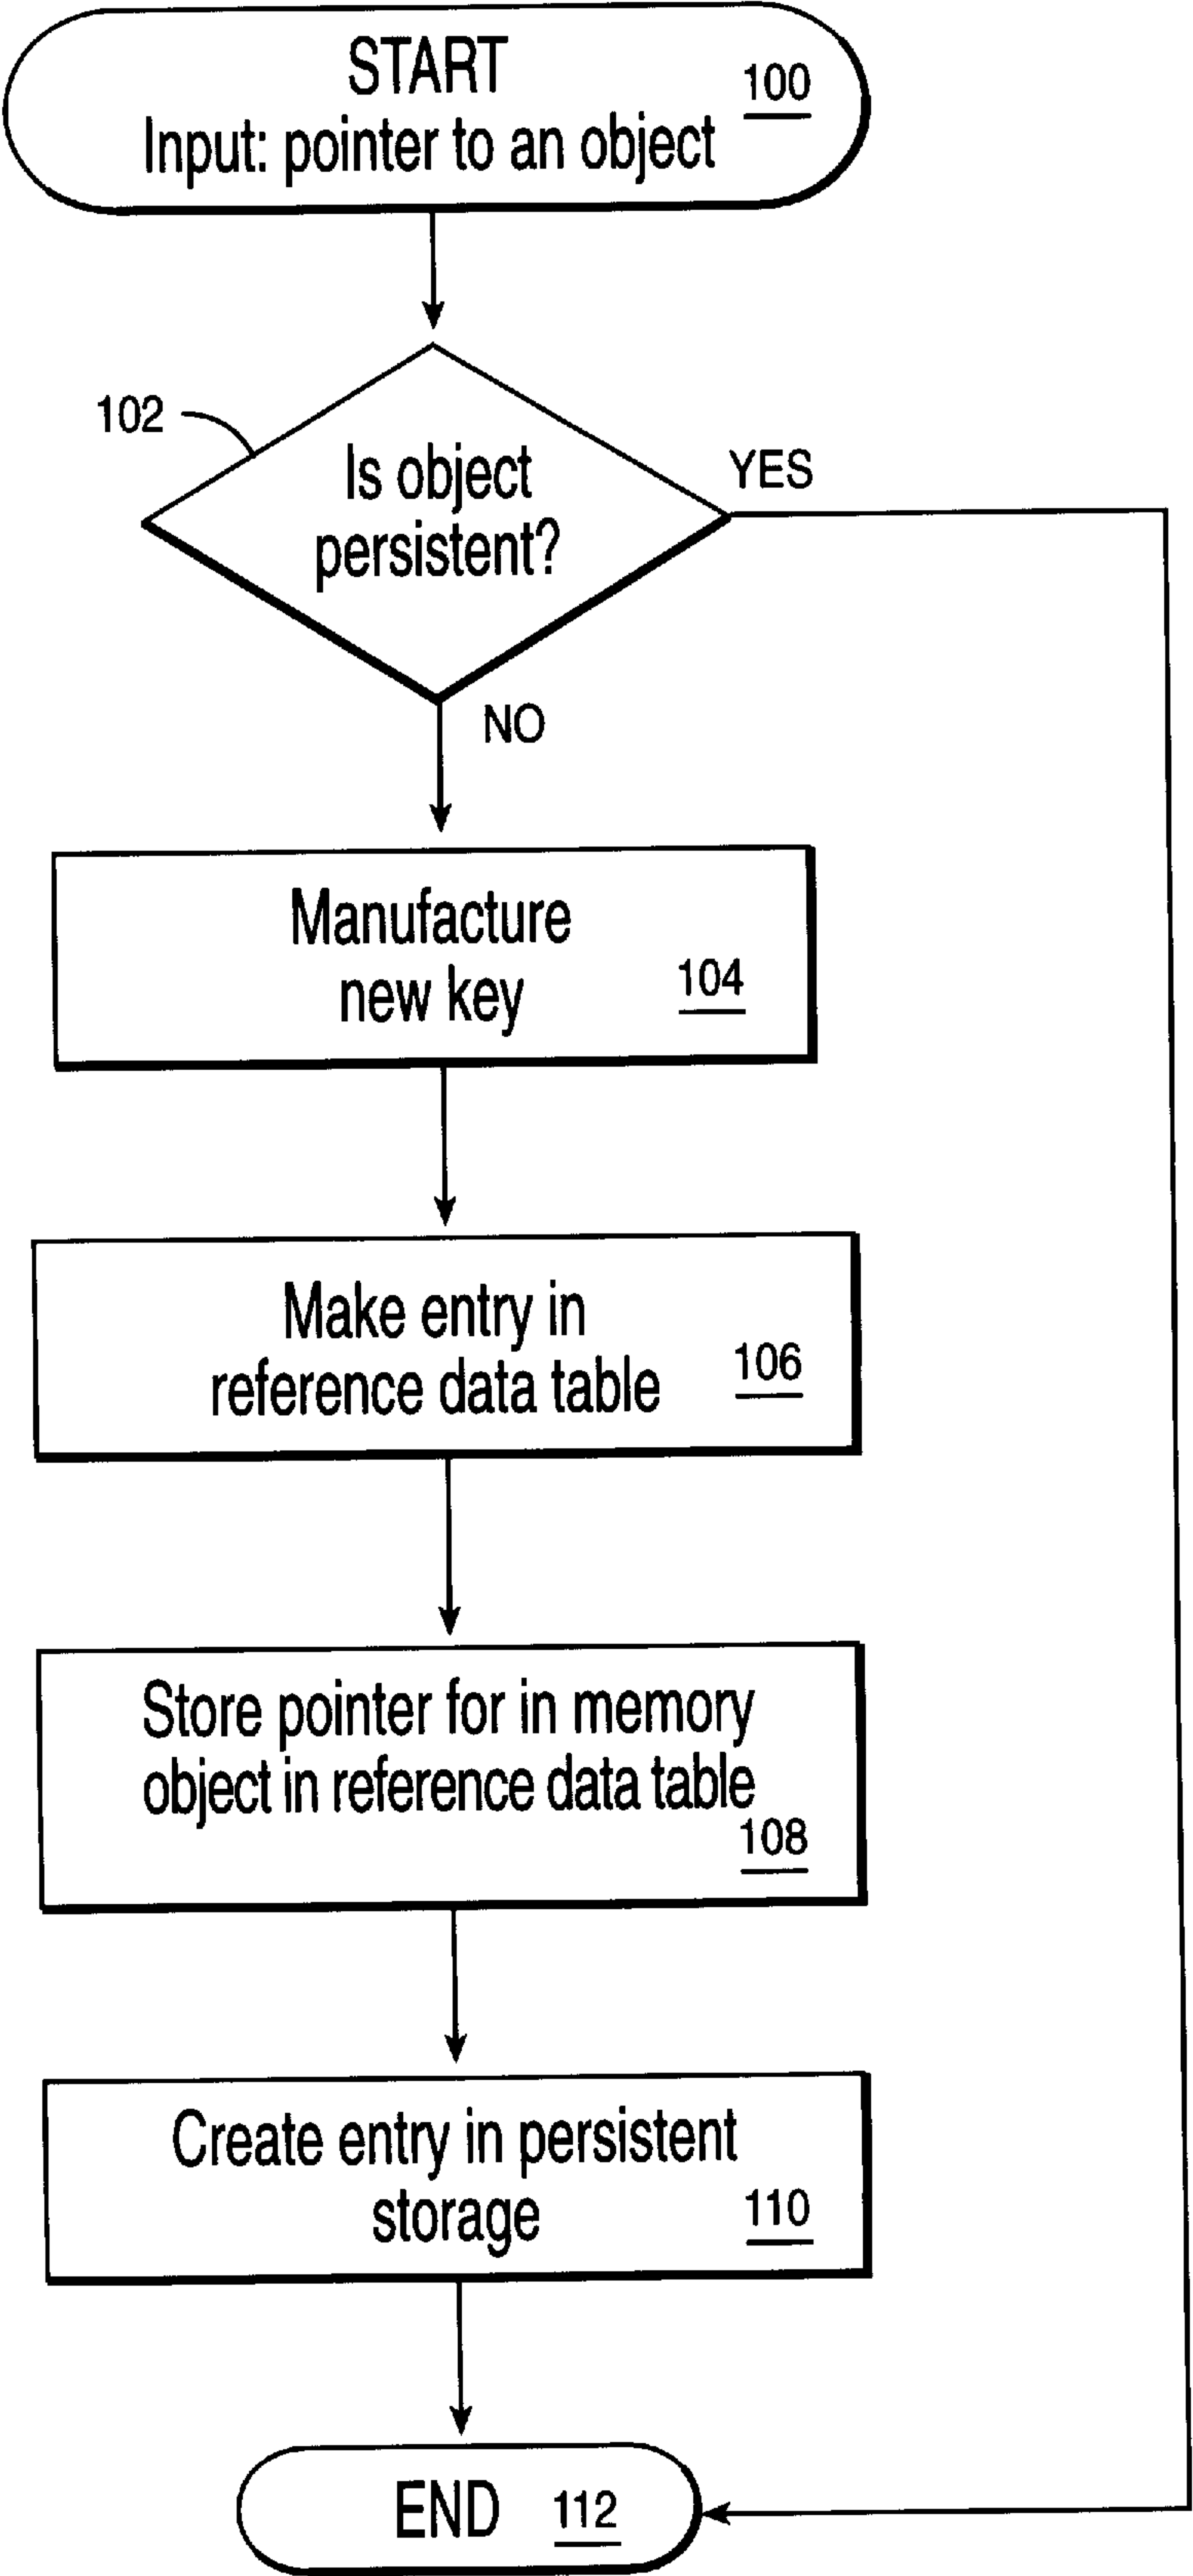 START
100
Input: pointer to an object
102
Is object
persistent?
YES
NO
Manufacture
new key
104
Make entry in
reference data table
106
Store pointer for in memory
object in reference data table
108
Create entry in persistent
storage
110
END
112